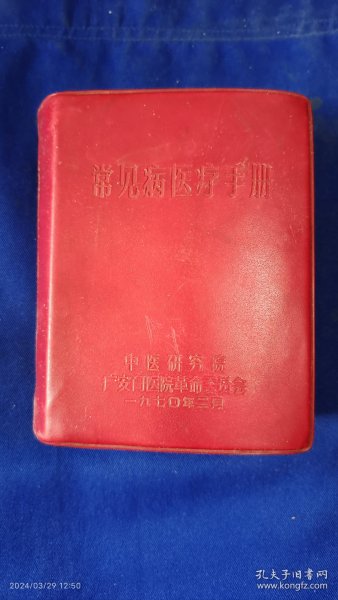 常见病医疗手册
中医研究院
广安门医院革命委员会
一九七〇年三月
2024/03/29 12:50
孔夫子旧书网
www.kongfz.com